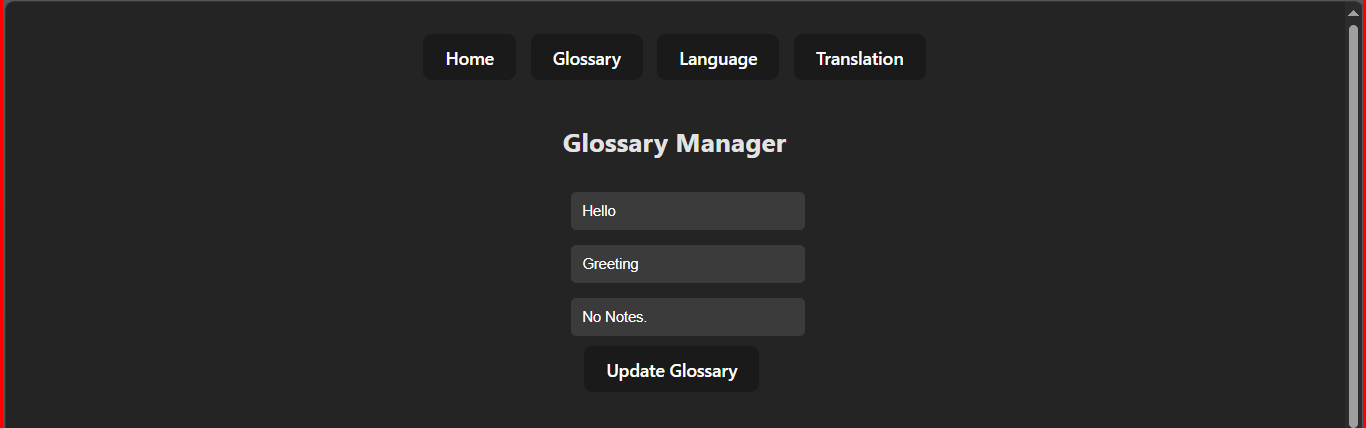 Home Glossary Language Translation
Glossary Manager
Hello
Greeting
No Notes.
Update Glossary